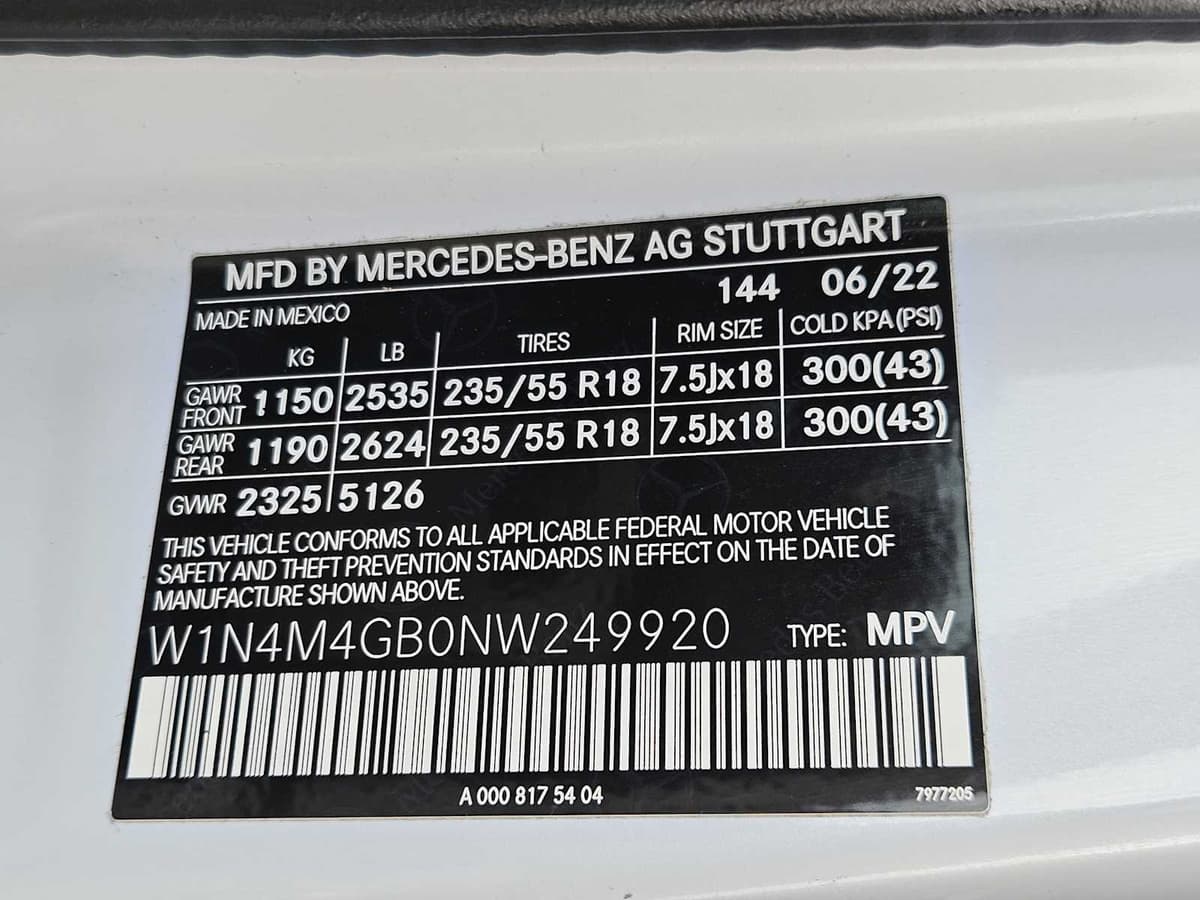 MFD BY MERCEDES-BENZ AG STUTTGART
MADE IN MEXICO 144 06/22
KG LB TIRES RIM SIZE COLD KPA (PSI)
GAWR FRONT 1150 2535 235/55 R18 7.5Jx18 300(43)
GAWR REAR 1190 2624 235/55 R18 7.5Jx18 300(43)
GVWR 2325 5126
THIS VEHICLE CONFORMS TO ALL APPLICABLE FEDERAL MOTOR VEHICLE
SAFETY AND THEFT PREVENTION STANDARDS IN EFFECT ON THE DATE OF
MANUFACTURE SHOWN ABOVE.
W1N4M4GB0NW249920 TYPE: MPV
A 000 817 54 04 7977205